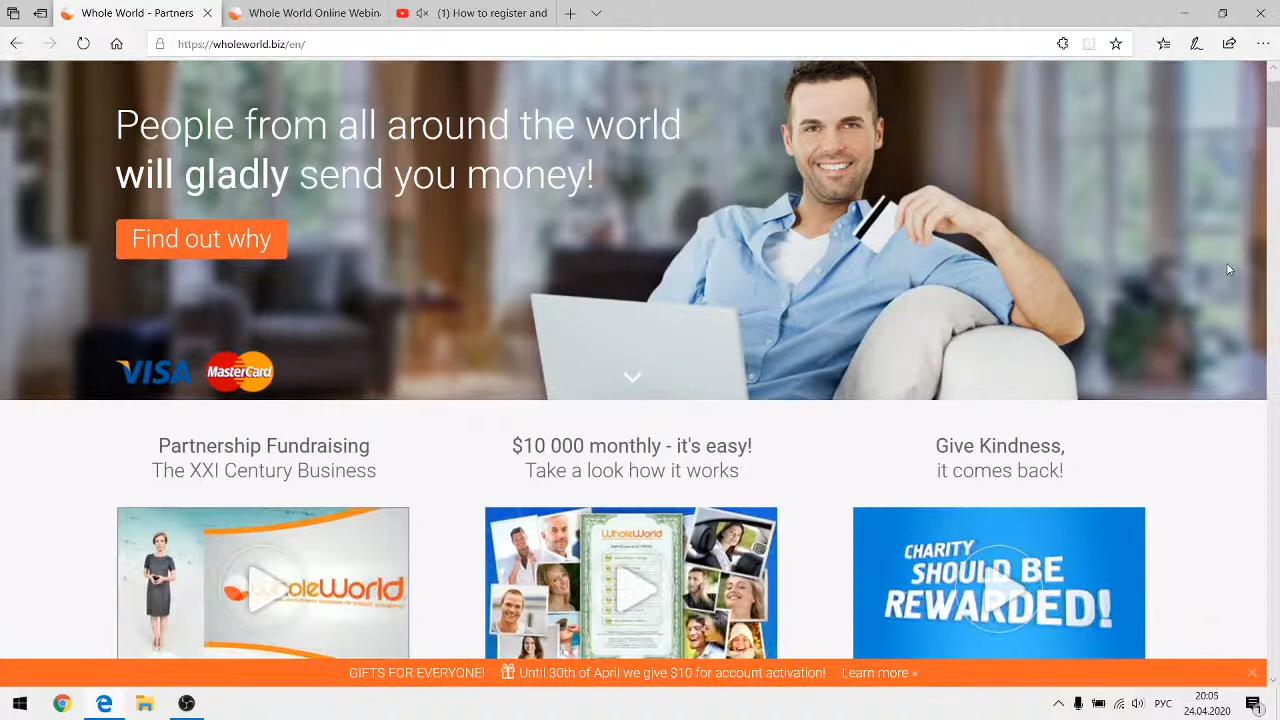 World - Partners
Whole World - Online Webinar
(1) How to register and
https://wholeworld.biz/en/
People from all around the world
will gladly send you money!
Find out why
VISA MasterCard
Partnership Fundraising
The XXI Century Business
$10 000 monthly - it's easy!
Take a look how it works
Give Kindness,
it comes back!
WholeWorld
WholeWorld
CHARITY
SHOULD BE
REWARDED!
GIFTS FOR EVERYONE! Until 30th of April we give $10 for account activation! Learn more »
РУС
20:05
24.04.2020
1